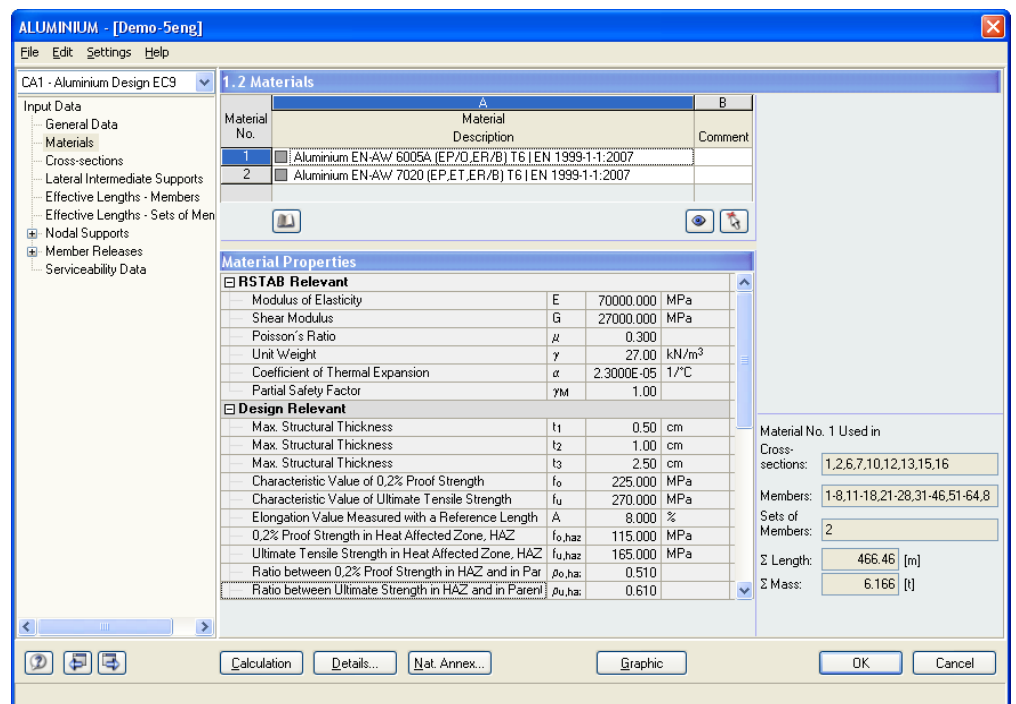 ALUMINIUM - [Demo-5eng]
File Edit Settings Help
CA1 - Aluminium Design EC9
1.2 Materials
Input Data
General Data
Materials
Cross-sections
Lateral Intermediate Supports
Effective Lengths - Members
Effective Lengths - Sets of Men
Nodal Supports
Member Releases
Serviceability Data
A B
Material No. Material Description Comment
1 Aluminium EN-AW 6005A (EP/O,ER/B) T6 | EN 1999-1-1:2007
2 Aluminium EN-AW 7020 (EP,ET,ER/B) T6 | EN 1999-1-1:2007
Material Properties
RSTAB Relevant
Modulus of Elasticity E 70000.000 MPa
Shear Modulus G 27000.000 MPa
Poisson´s Ratio μ 0.300
Unit Weight γ 27.00 kN/m3
Coefficient of Thermal Expansion α 2.3000E-05 1/°C
Partial Safety Factor γM 1.00
Design Relevant
Max. Structural Thickness t1 0.50 cm
Max. Structural Thickness t2 1.00 cm
Max. Structural Thickness t3 2.50 cm
Characteristic Value of 0,2% Proof Strength fo 225.000 MPa
Characteristic Value of Ultimate Tensile Strength fu 270.000 MPa
Elongation Value Measured with a Reference Length A 8.000 %
0,2% Proof Strength in Heat Affected Zone, HAZ fo,haz 115.000 MPa
Ultimate Tensile Strength in Heat Affected Zone, HAZ fu,haz 165.000 MPa
Ratio between 0,2% Proof Strength in HAZ and in Par ρo,ha: 0.510
Ratio between Ultimate Strength in HAZ and in Parent ρu,ha: 0.610
Material No. 1 Used in
Cross-sections: 1,2,6,7,10,12,13,15,16
Members: 1-8,11-18,21-28,31-46,51-64,8
Sets of Members: 2
Σ Length: 466.46 [m]
Σ Mass: 6.166 [t]
Calculation Details... Nat. Annex... Graphic OK Cancel